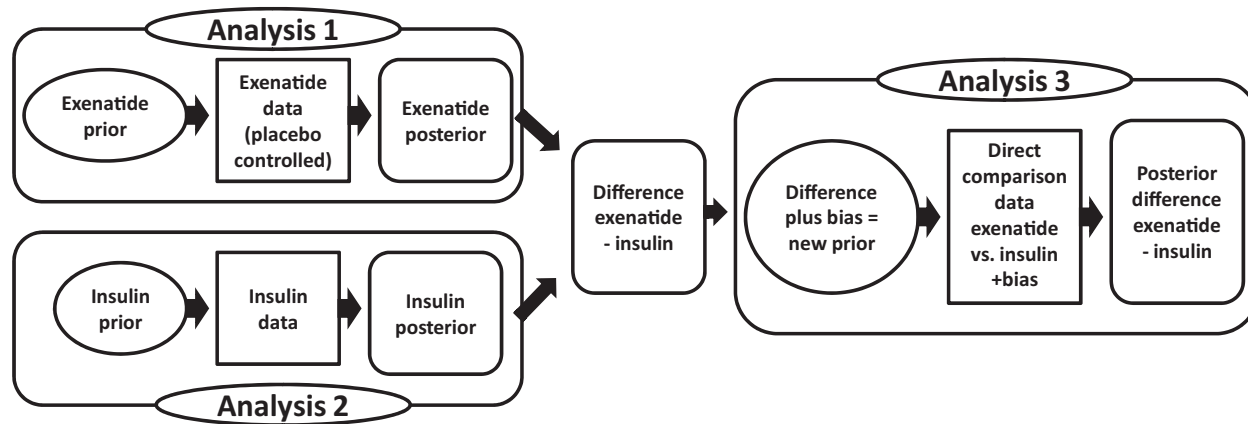 Analysis 1
Exenatide
prior
Exenatide
data
(placebo
controlled)
Exenatide
posterior
Insulin
prior
Insulin
data
Insulin
posterior
Analysis 2
Difference
exenatide
- insulin
Analysis 3
Difference
plus bias =
new prior
Direct
comparison
data
exenatide
vs. insulin
+bias
Posterior
difference
exenatide
- insulin